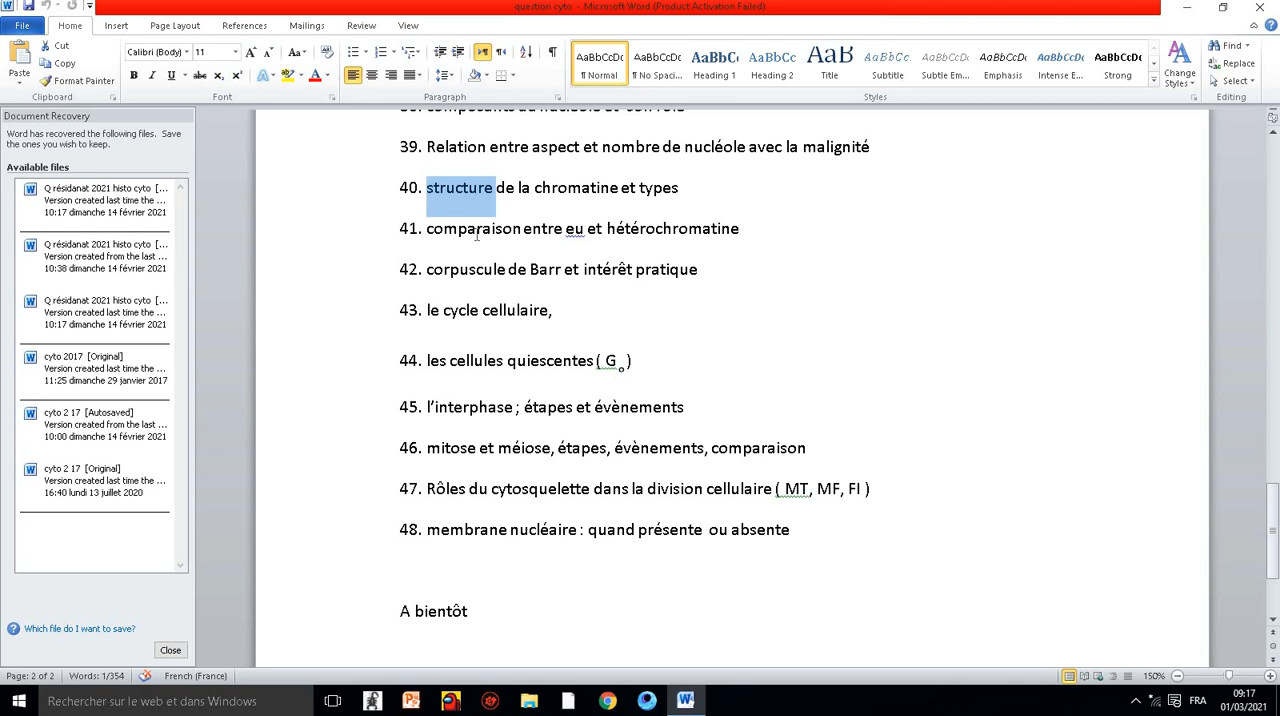 question cyto - Microsoft Word (Product Activation Failed)
File Home Insert Page Layout References Mailings Review View
Cut
Copy
Format Painter
Paste
Clipboard
Calibri (Body) 11
Font
Paragraph
AaBbCcDc AaBbCcDc AaBbC AaBbCc AaB AaBbCc. AaBbCcDc AaBbCcDc AaBbCcDc AaBbCcDc
¶ Normal ¶ No Spaci... Heading 1 Heading 2 Title Subtitle Subtle Em... Emphasis Intense E... Strong
Styles
Change Styles
Find
Replace
Select
Editing
Document Recovery
Word has recovered the following files. Save
the ones you wish to keep.
Available files
Q résidanat 2021 histo cyto [...
Version created last time the ...
10:17 dimanche 14 février 2021
Q résidanat 2021 histo cyto [...
Version created from the last ...
10:38 dimanche 14 février 2021
Q résidanat 2021 histo cyto [...
Version created last time the ...
10:17 dimanche 14 février 2021
cyto 2017 [Original]
Version created last time the ...
11:25 dimanche 29 janvier 2017
cyto 2 17 [Autosaved]
Version created from the last ...
10:00 dimanche 14 février 2021
cyto 2 17 [Original]
Version created last time the ...
16:40 lundi 13 juillet 2020
Which file do I want to save?
Close
39. Relation entre aspect et nombre de nucléole avec la malignité
40. structure de la chromatine et types
41. comparaison entre eu et hétérochromatine
42. corpuscule de Barr et intérêt pratique
43. le cycle cellulaire,
44. les cellules quiescentes ( G o )
45. l’interphase ; étapes et évènements
46. mitose et méiose, étapes, évènements, comparaison
47. Rôles du cytosquelette dans la division cellulaire ( MT, MF, FI )
48. membrane nucléaire : quand présente ou absente
A bientôt
Page: 2 of 2 Words: 1/354 French (France) 150%
Rechercher sur le web et dans Windows
FRA
09:17
01/03/2021